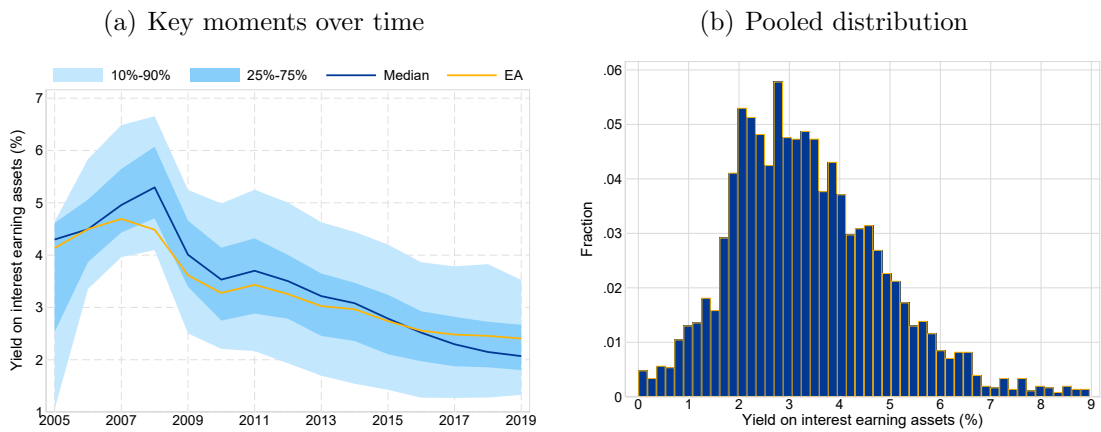 (a) Key moments over time
10%-90% 25%-75% Median EA
Yield on interest earning assets (%)
7
6
5
4
3
2
1
2005 2007 2009 2011 2013 2015 2017 2019
(b) Pooled distribution
Fraction
.06
.05
.04
.03
.02
.01
0
0 1 2 3 4 5 6 7 8 9
Yield on interest earning assets (%)